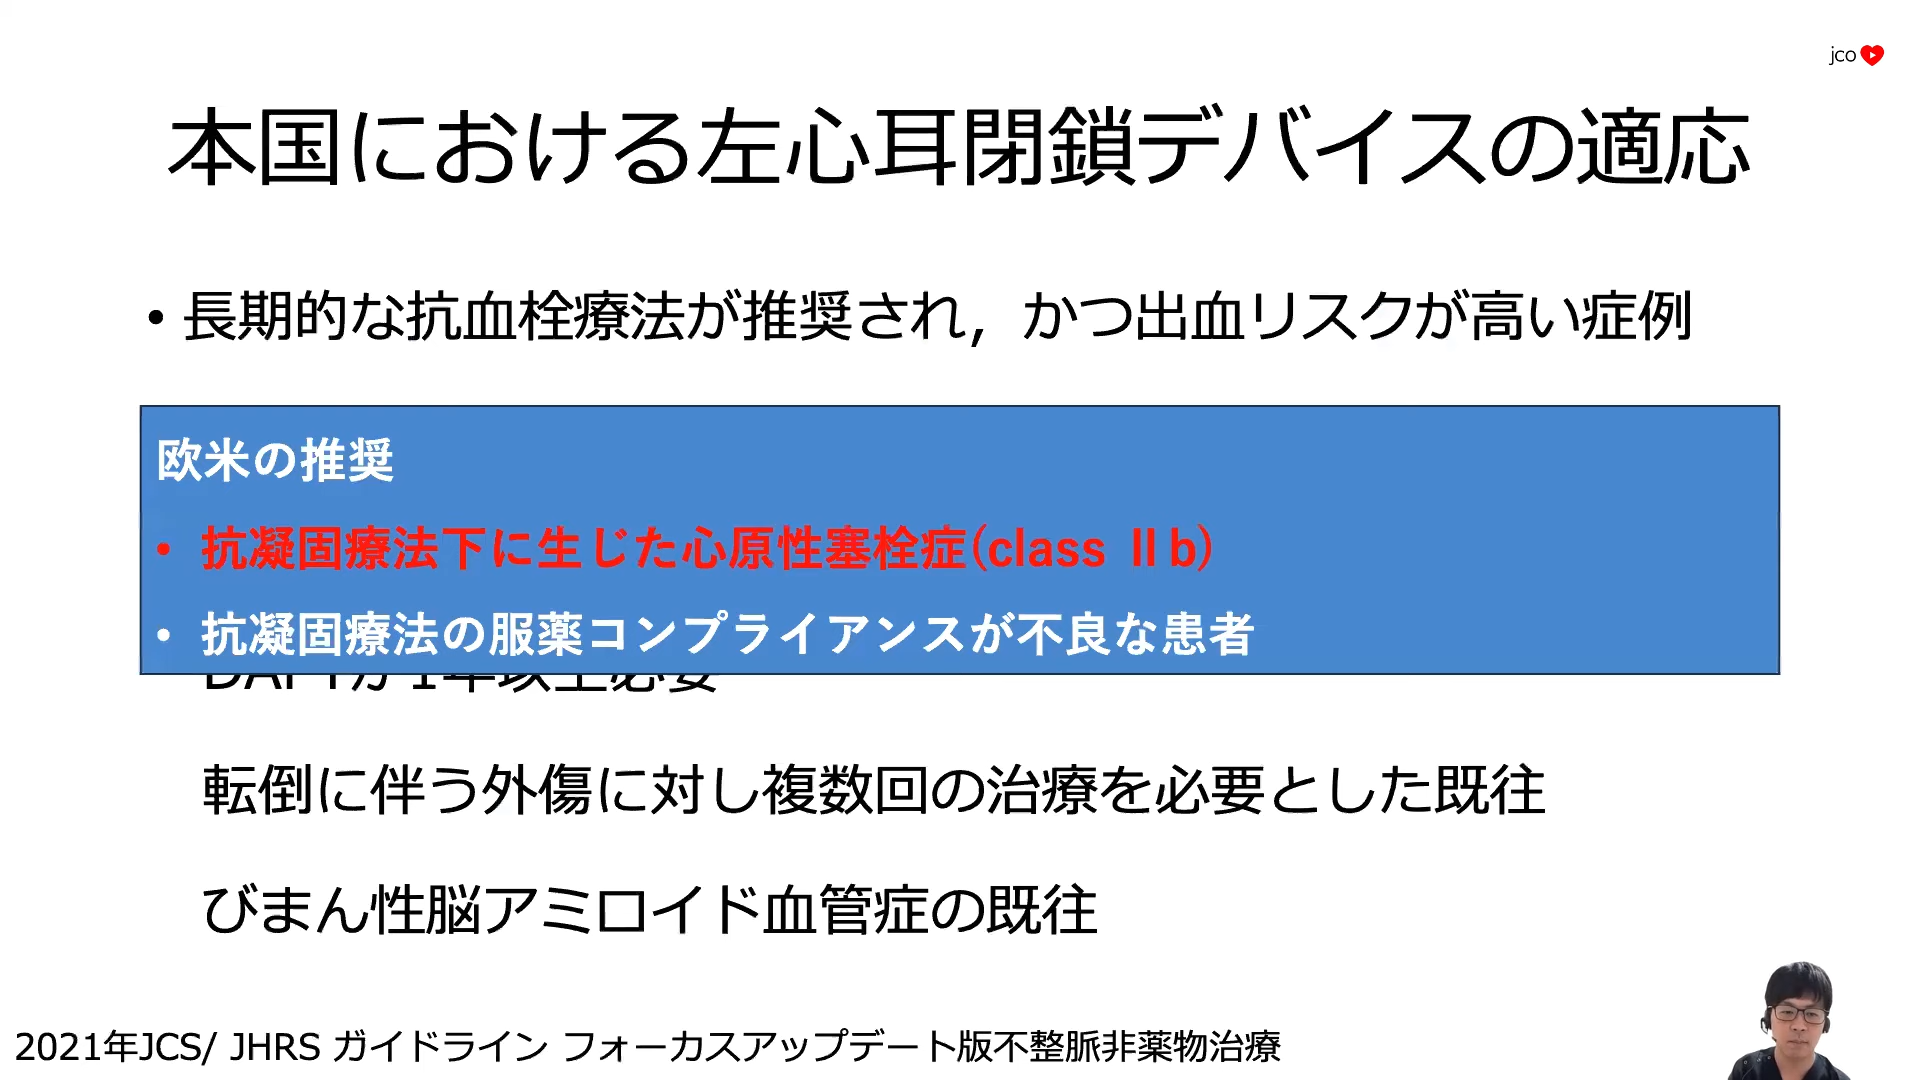 jco
本国における左心耳閉鎖デバイスの適応
• 長期的な抗血栓療法が推奨され，かつ出血リスクが高い症例
欧米の推奨
• 抗凝固療法下に生じた心原性塞栓症(class Ⅱb)
• 抗凝固療法の服薬コンプライアンスが不良な患者
DAPTが1年以上必要
転倒に伴う外傷に対し複数回の治療を必要とした既往
びまん性脳アミロイド血管症の既往
2021年JCS/ JHRS ガイドライン フォーカスアップデート版不整脈非薬物治療